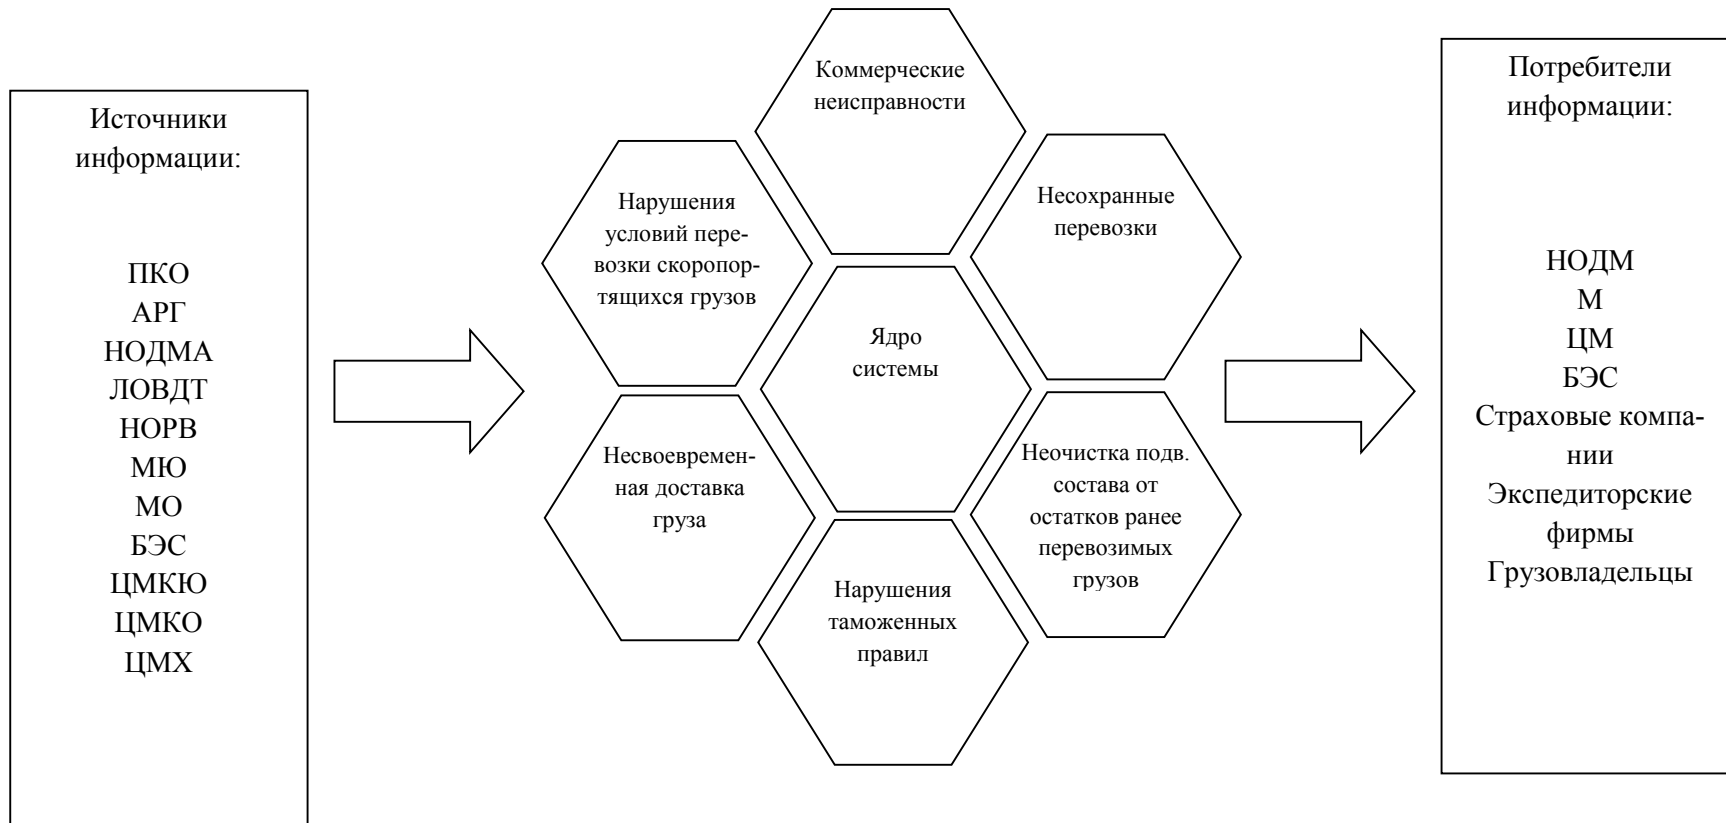 Источники
информации:
ПКО
АРГ
НОДМА
ЛОВДТ
НОРВ
МЮ
МО
БЭС
ЦМКЮ
ЦМКО
ЦМХ
Коммерческие
неисправности
Нарушения
условий пере-
возки скоропор-
тящихся грузов
Несохранные
перевозки
Ядро
системы
Несвоевремен-
ная доставка
груза
Неочистка подв.
состава от
остатков ранее
перевозимых
грузов
Нарушения
таможенных
правил
Потребители
информации:
НОДМ
М
ЦМ
БЭС
Страховые компа-
нии
Экспедиторские
фирмы
Грузовладельцы